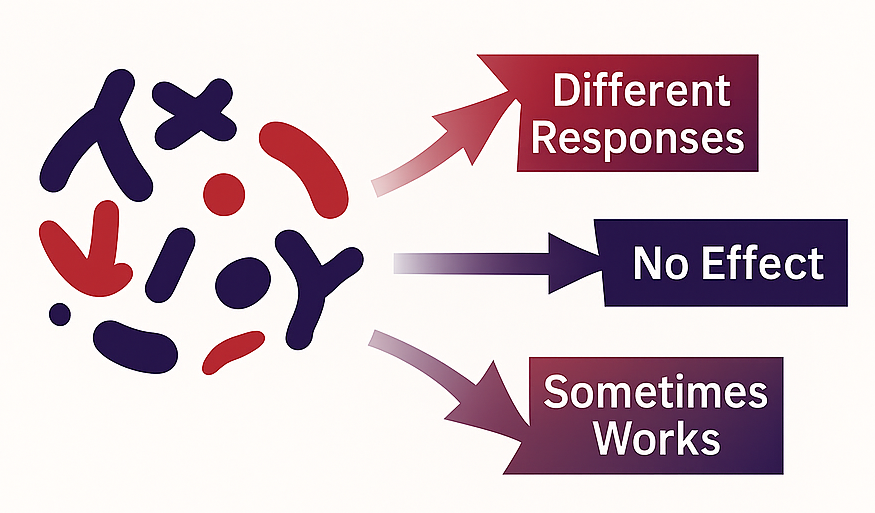 Different
Responses
No Effect
Sometimes
Works